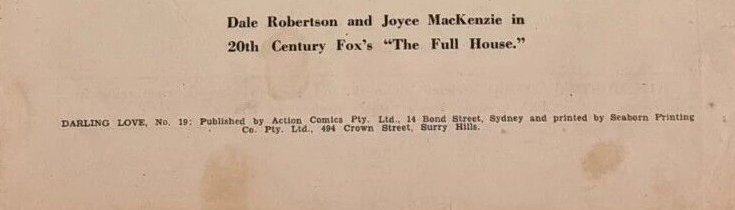 Dale Robertson and Joyce MacKenzie in
20th Century Fox's "The Full House."
DARLING LOVE, No. 19: Published by Action Comics Pty. Ltd., 14 Bond Street, Sydney and printed by Seaborn Printing
Co. Pty. Ltd., 494 Crown Street, Surry Hills.